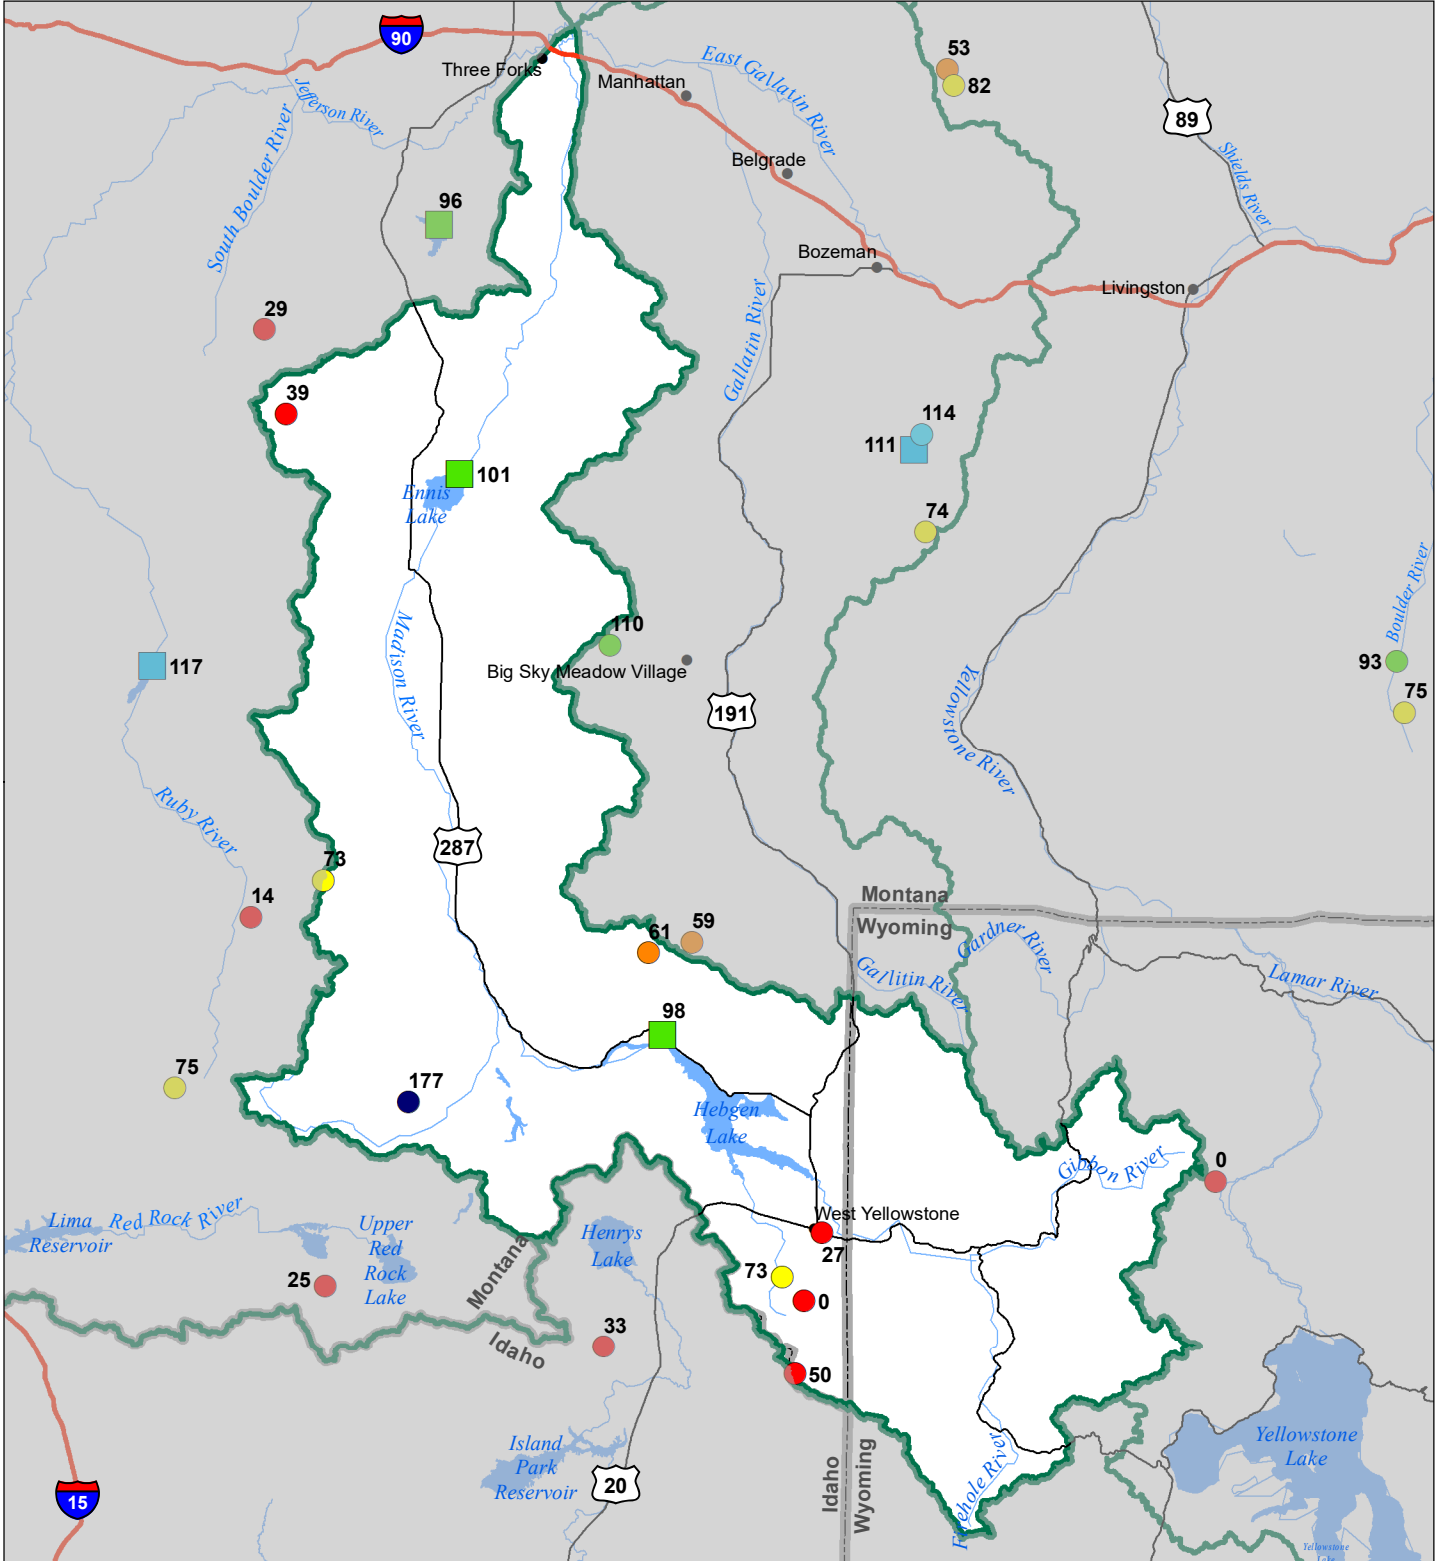 90
Three Forks
Manhattan
East Gallatin River
53
82
89
Jefferson River
Belgrade
South Boulder River
Shields River
96
Bozeman
Livingston
29
Gallatin River
39
114
111
101
Ennis
Lake
74
Boulder River
110
Madison River
117
Big Sky Meadow Village
93
75
191
Yellowstone River
Ruby River
287
73
14
Montana
Wyoming
61
59
Gardner River
Gallitin River
Lamar River
98
75
177
Hebgen
Lake
Gibbon River
0
Lima
Reservoir
Red Rock River
Upper
Red
Rock
Lake
Henrys
Lake
West Yellowstone
27
73
0
25
Montana
Idaho
33
50
Island
Park
Reservoir
20
Idaho
Wyoming
Firehole River
Yellowstone
Lake
15
Yellowstone
Lake